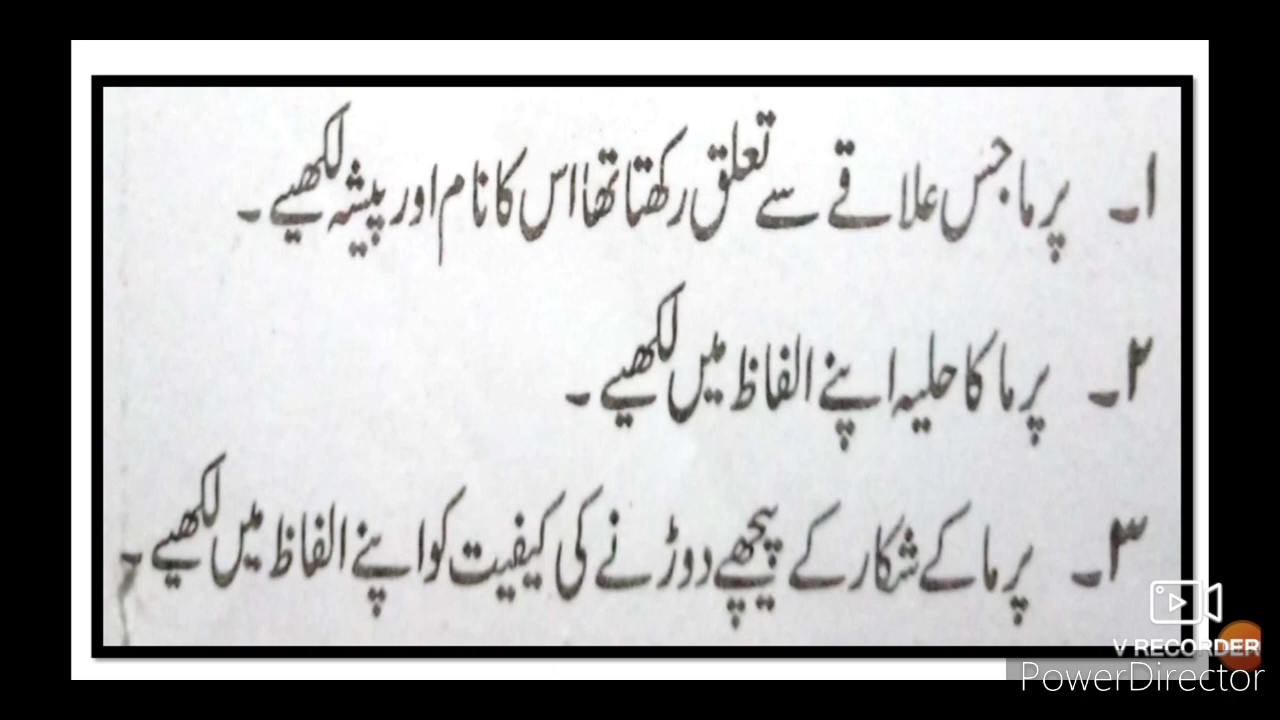 ۱۔ پرما جس علاقے سے تعلق رکھتا تھا اس کا نام اور پیشہ لکھیے۔
۲۔ پرما کا حلیہ اپنے الفاظ میں لکھیے۔
۳۔ پرما کے شکار کے پیچھے دوڑنے کی کیفیت کو اپنے الفاظ میں لکھیے۔
V RECORDER
PowerDirector